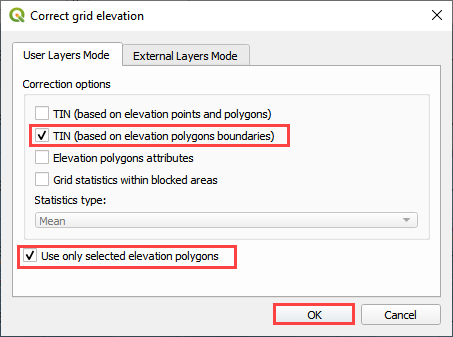 Correct grid elevation
User Layers Mode
External Layers Mode
Correction options
TIN (based on elevation points and polygons)
TIN (based on elevation polygons boundaries)
Elevation polygons attributes
Grid statistics within blocked areas
Statistics type:
Mean
Use only selected elevation polygons
OK
Cancel